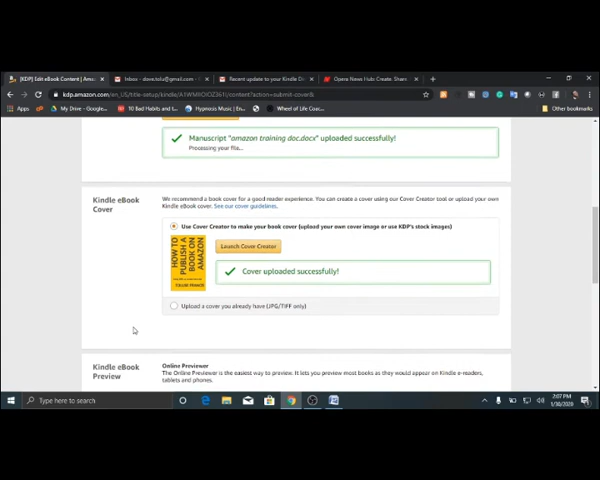 [KDP] Edit eBook Content | Amaz
Inbox -
Recent update to your Kindle Di
Opera News Hub Create. Share.
kdp.amazon.com/en_US/title-setup/kindle/
Apps
My Drive - Google...
10 Bad Habits and t...
Hypnosis Music | En...
Wheel of Life Coac...
Other bookmarks
Manuscript "amazon training doc.docx" uploaded successfully!
Processing your file...
Kindle eBook
Cover
We recommend a book cover for a good reader experience. You can create a cover using our Cover Creator tool or upload your own
Kindle eBook cover. See our cover guidelines.
Use Cover Creator to make your book cover (upload your own cover image or use KDP's stock images)
HOW TO
PUBLISH A
BOOK ON
AMAZON
Launch Cover Creator
Cover uploaded successfully!
Upload a cover you already have (JPG/TIFF only)
Kindle eBook
Preview
Online Previewer
The Online Previewer is the easiest way to preview. It lets you preview most books as they would appear on Kindle e-readers,
tablets and phones.
Type here to search
2:07 PM
1/30/2020